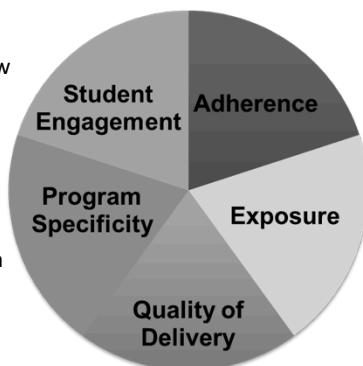 w
Student
Engagement
Adherence
Program
Specificity
Exposure
n
Quality of
Delivery